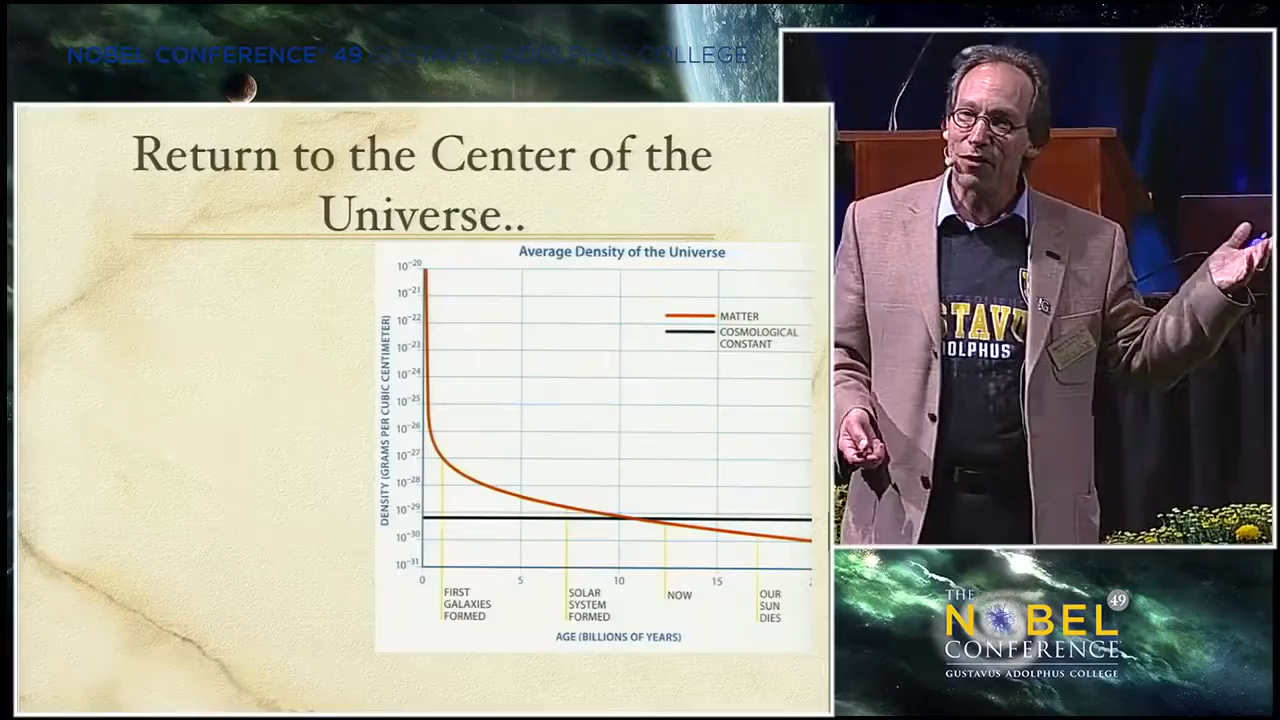 NOBEL CONFERENCE® 49 GUSTAVUS ADOLPHUS COLLEGE
Return to the Center of the
Universe..
Average Density of the Universe
DENSITY (GRAMS PER CUBIC CENTIMETER)
10⁻²⁰
10⁻²¹
10⁻²²
10⁻²³
10⁻²⁴
10⁻²⁵
10⁻²⁶
10⁻²⁷
10⁻²⁸
10⁻²⁹
10⁻³⁰
10⁻³¹
MATTER
COSMOLOGICAL
CONSTANT
0 5 10 15
FIRST
GALAXIES
FORMED
SOLAR
SYSTEM
FORMED
NOW
OUR
SUN
DIES
AGE (BILLIONS OF YEARS)
STAVU
DOLPHUS
THE
NOBEL
49
CONFERENCE
GUSTAVUS ADOLPHUS COLLEGE